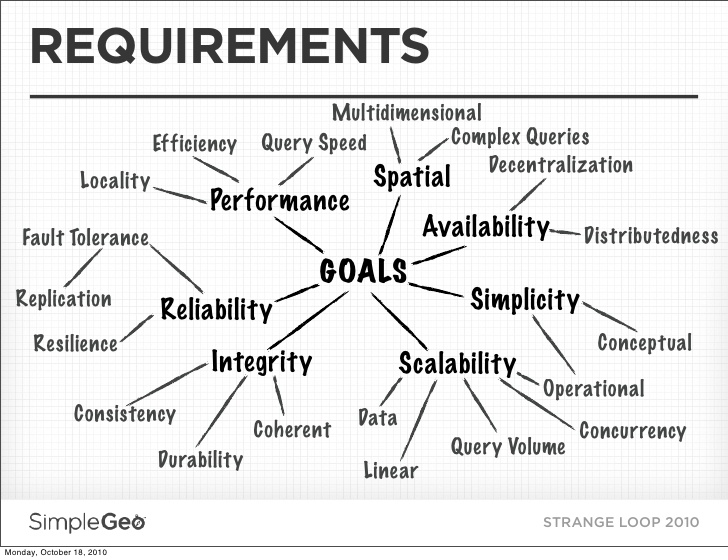 REQUIREMENTS
Multidimensional
Efficiency
Query Speed
Complex Queries
Locality
Spatial
Decentralization
Performance
Availability
Distributedness
Fault Tolerance
GOALS
Replication
Reliability
Simplicity
Resilience
Conceptual
Integrity
Scalability
Operational
Consistency
Coherent
Data
Concurrency
Durability
Query Volume
Linear
SimpleGeo
STRANGE LOOP 2010
Monday, October 18, 2010